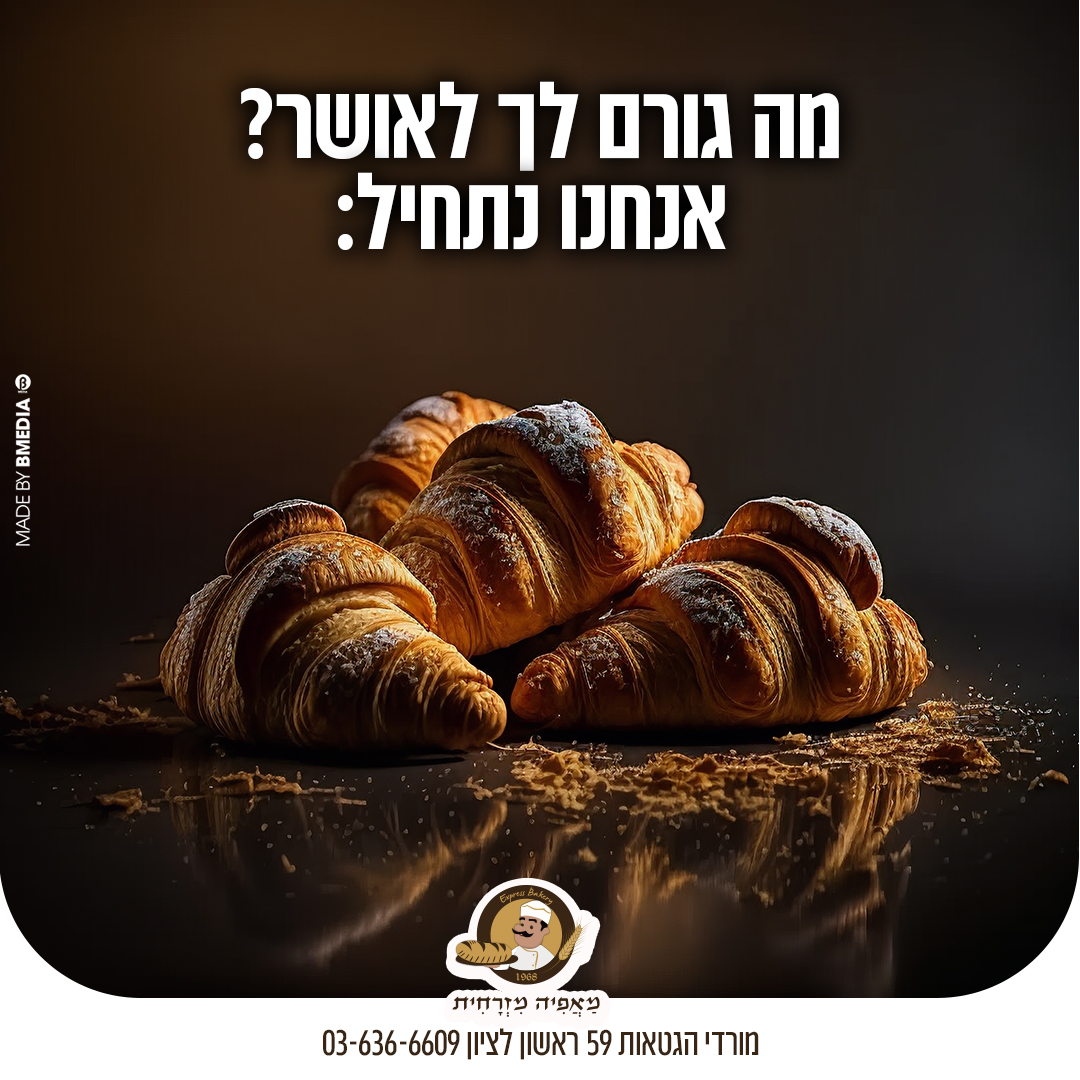 מה גורם לך לאושר?
אנחנו נתחיל:
MADE BY BMEDIA
Express Bakery
1968
מַאֲפִיה מִזְרָחִית
מורדי הגטאות 59 ראשון לציון 03-636-6609